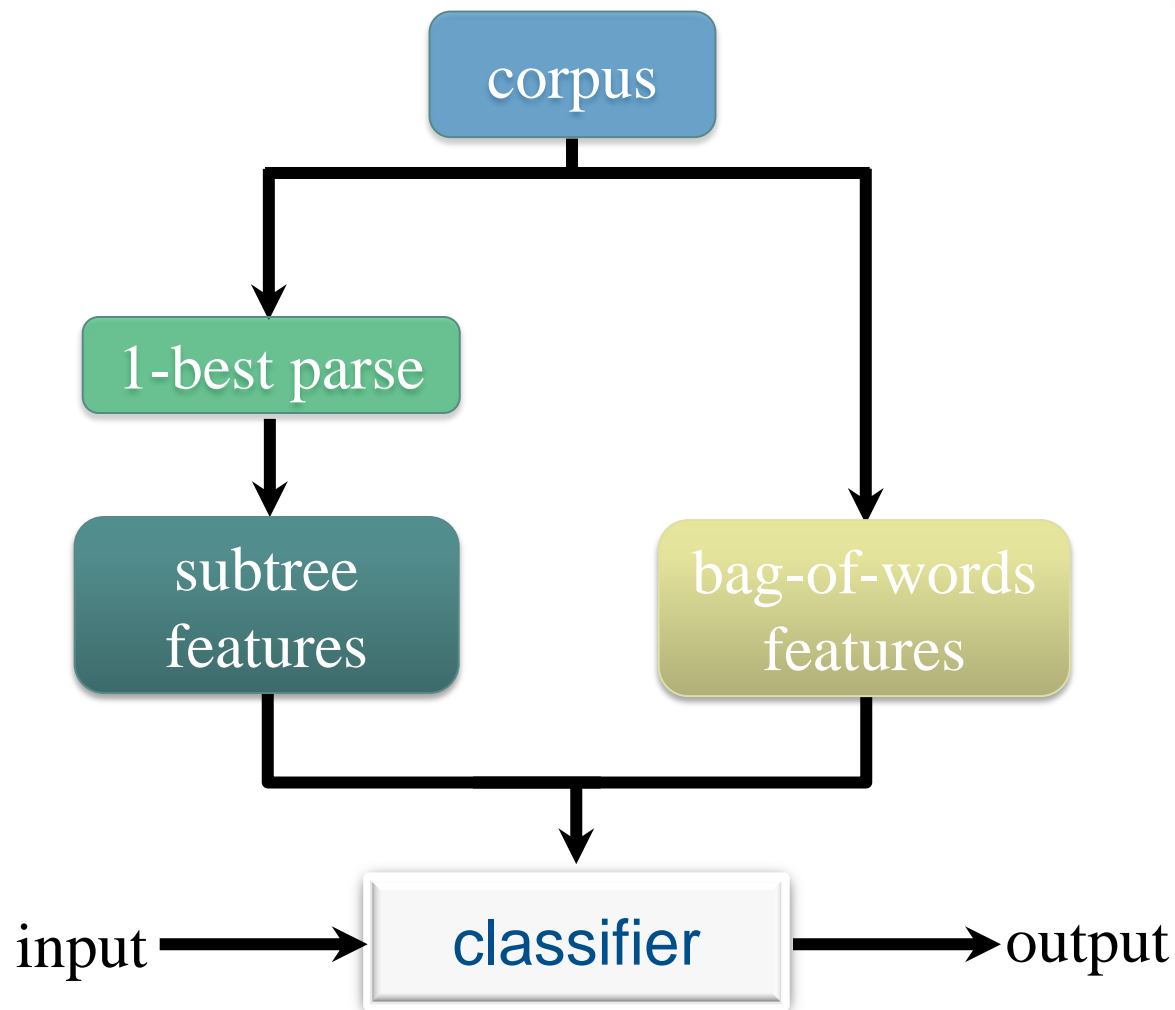 corpus
1-best parse
subtree
features
bag-of-words
features
input
classifier
output